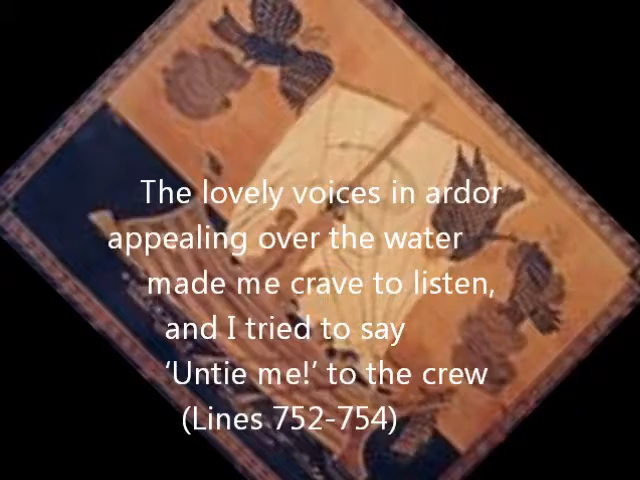 The lovely voices in ardor
appealing over the water
made me crave to listen,
and I tried to say
‘Untie me!’ to the crew
(Lines 752-754)